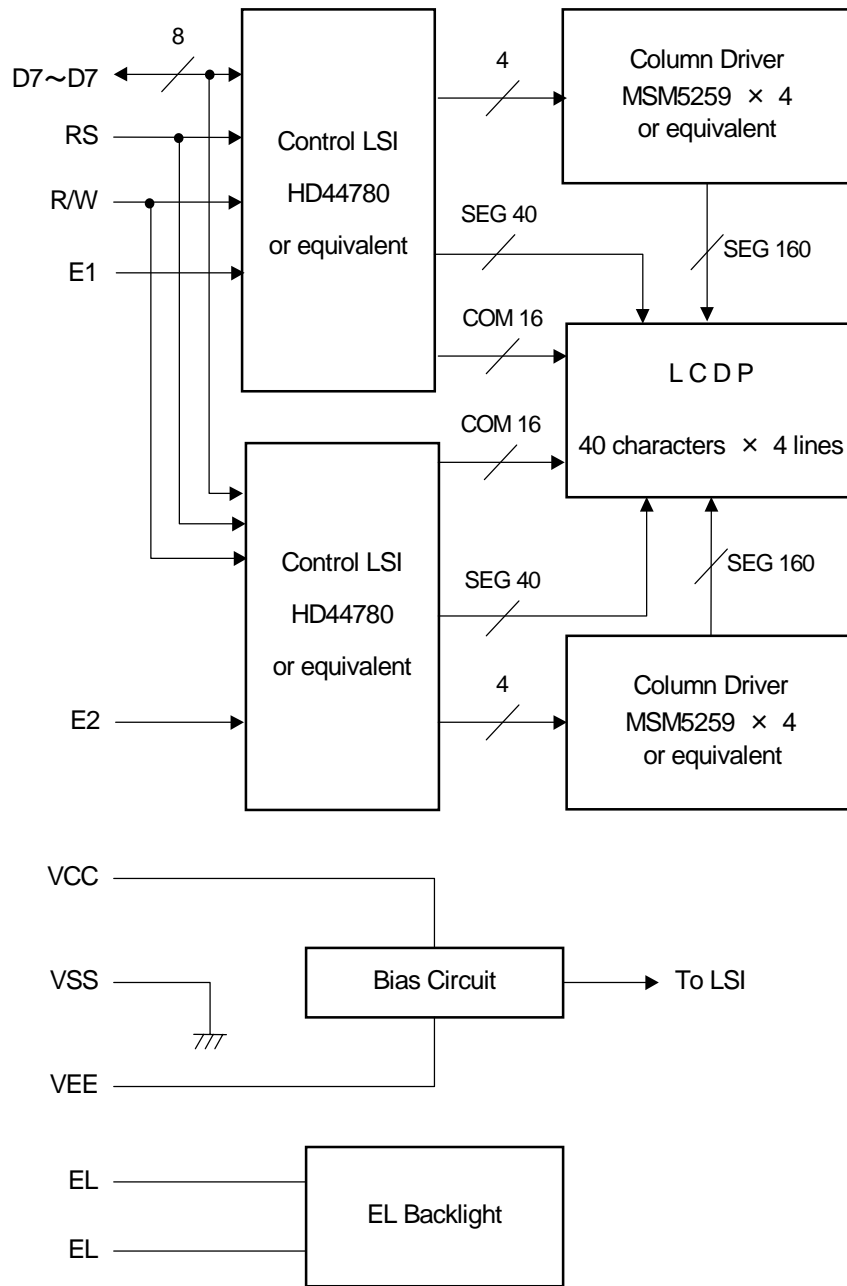 8
D7~D7
RS
R/W
E1
Control LSI
HD44780
or equivalent
4
Column Driver
MSM5259 × 4
or equivalent
SEG 40
SEG 160
COM 16
L C D P
40 characters × 4 lines
COM 16
Control LSI
HD44780
or equivalent
SEG 40
SEG 160
4
Column Driver
MSM5259 × 4
or equivalent
E2
VCC
VSS
Bias Circuit
To LSI
VEE
EL
EL Backlight
EL